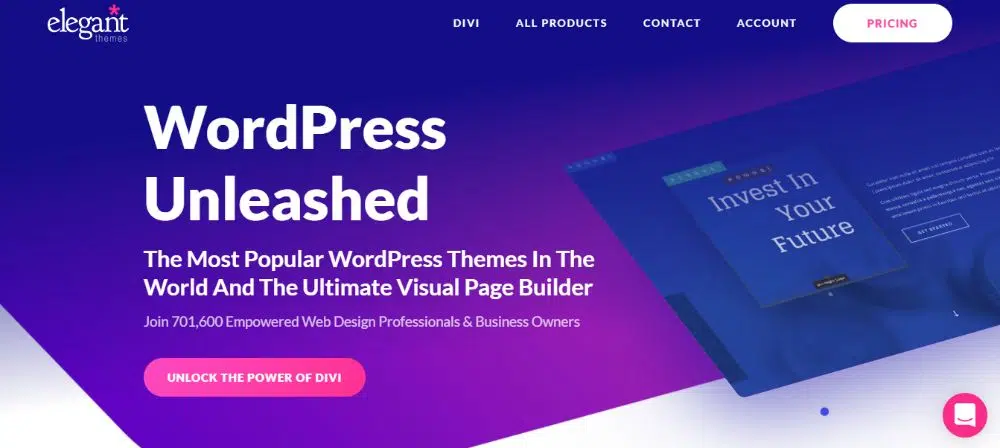 elegant
themes
DIVI
ALL PRODUCTS
CONTACT
ACCOUNT
PRICING
WordPress
Unleashed
The Most Popular WordPress Themes In The
World And The Ultimate Visual Page Builder
Join 701,600 Empowered Web Design Professionals & Business Owners
UNLOCK THE POWER OF DIVI
Invest In
Your
Future
GET STARTED